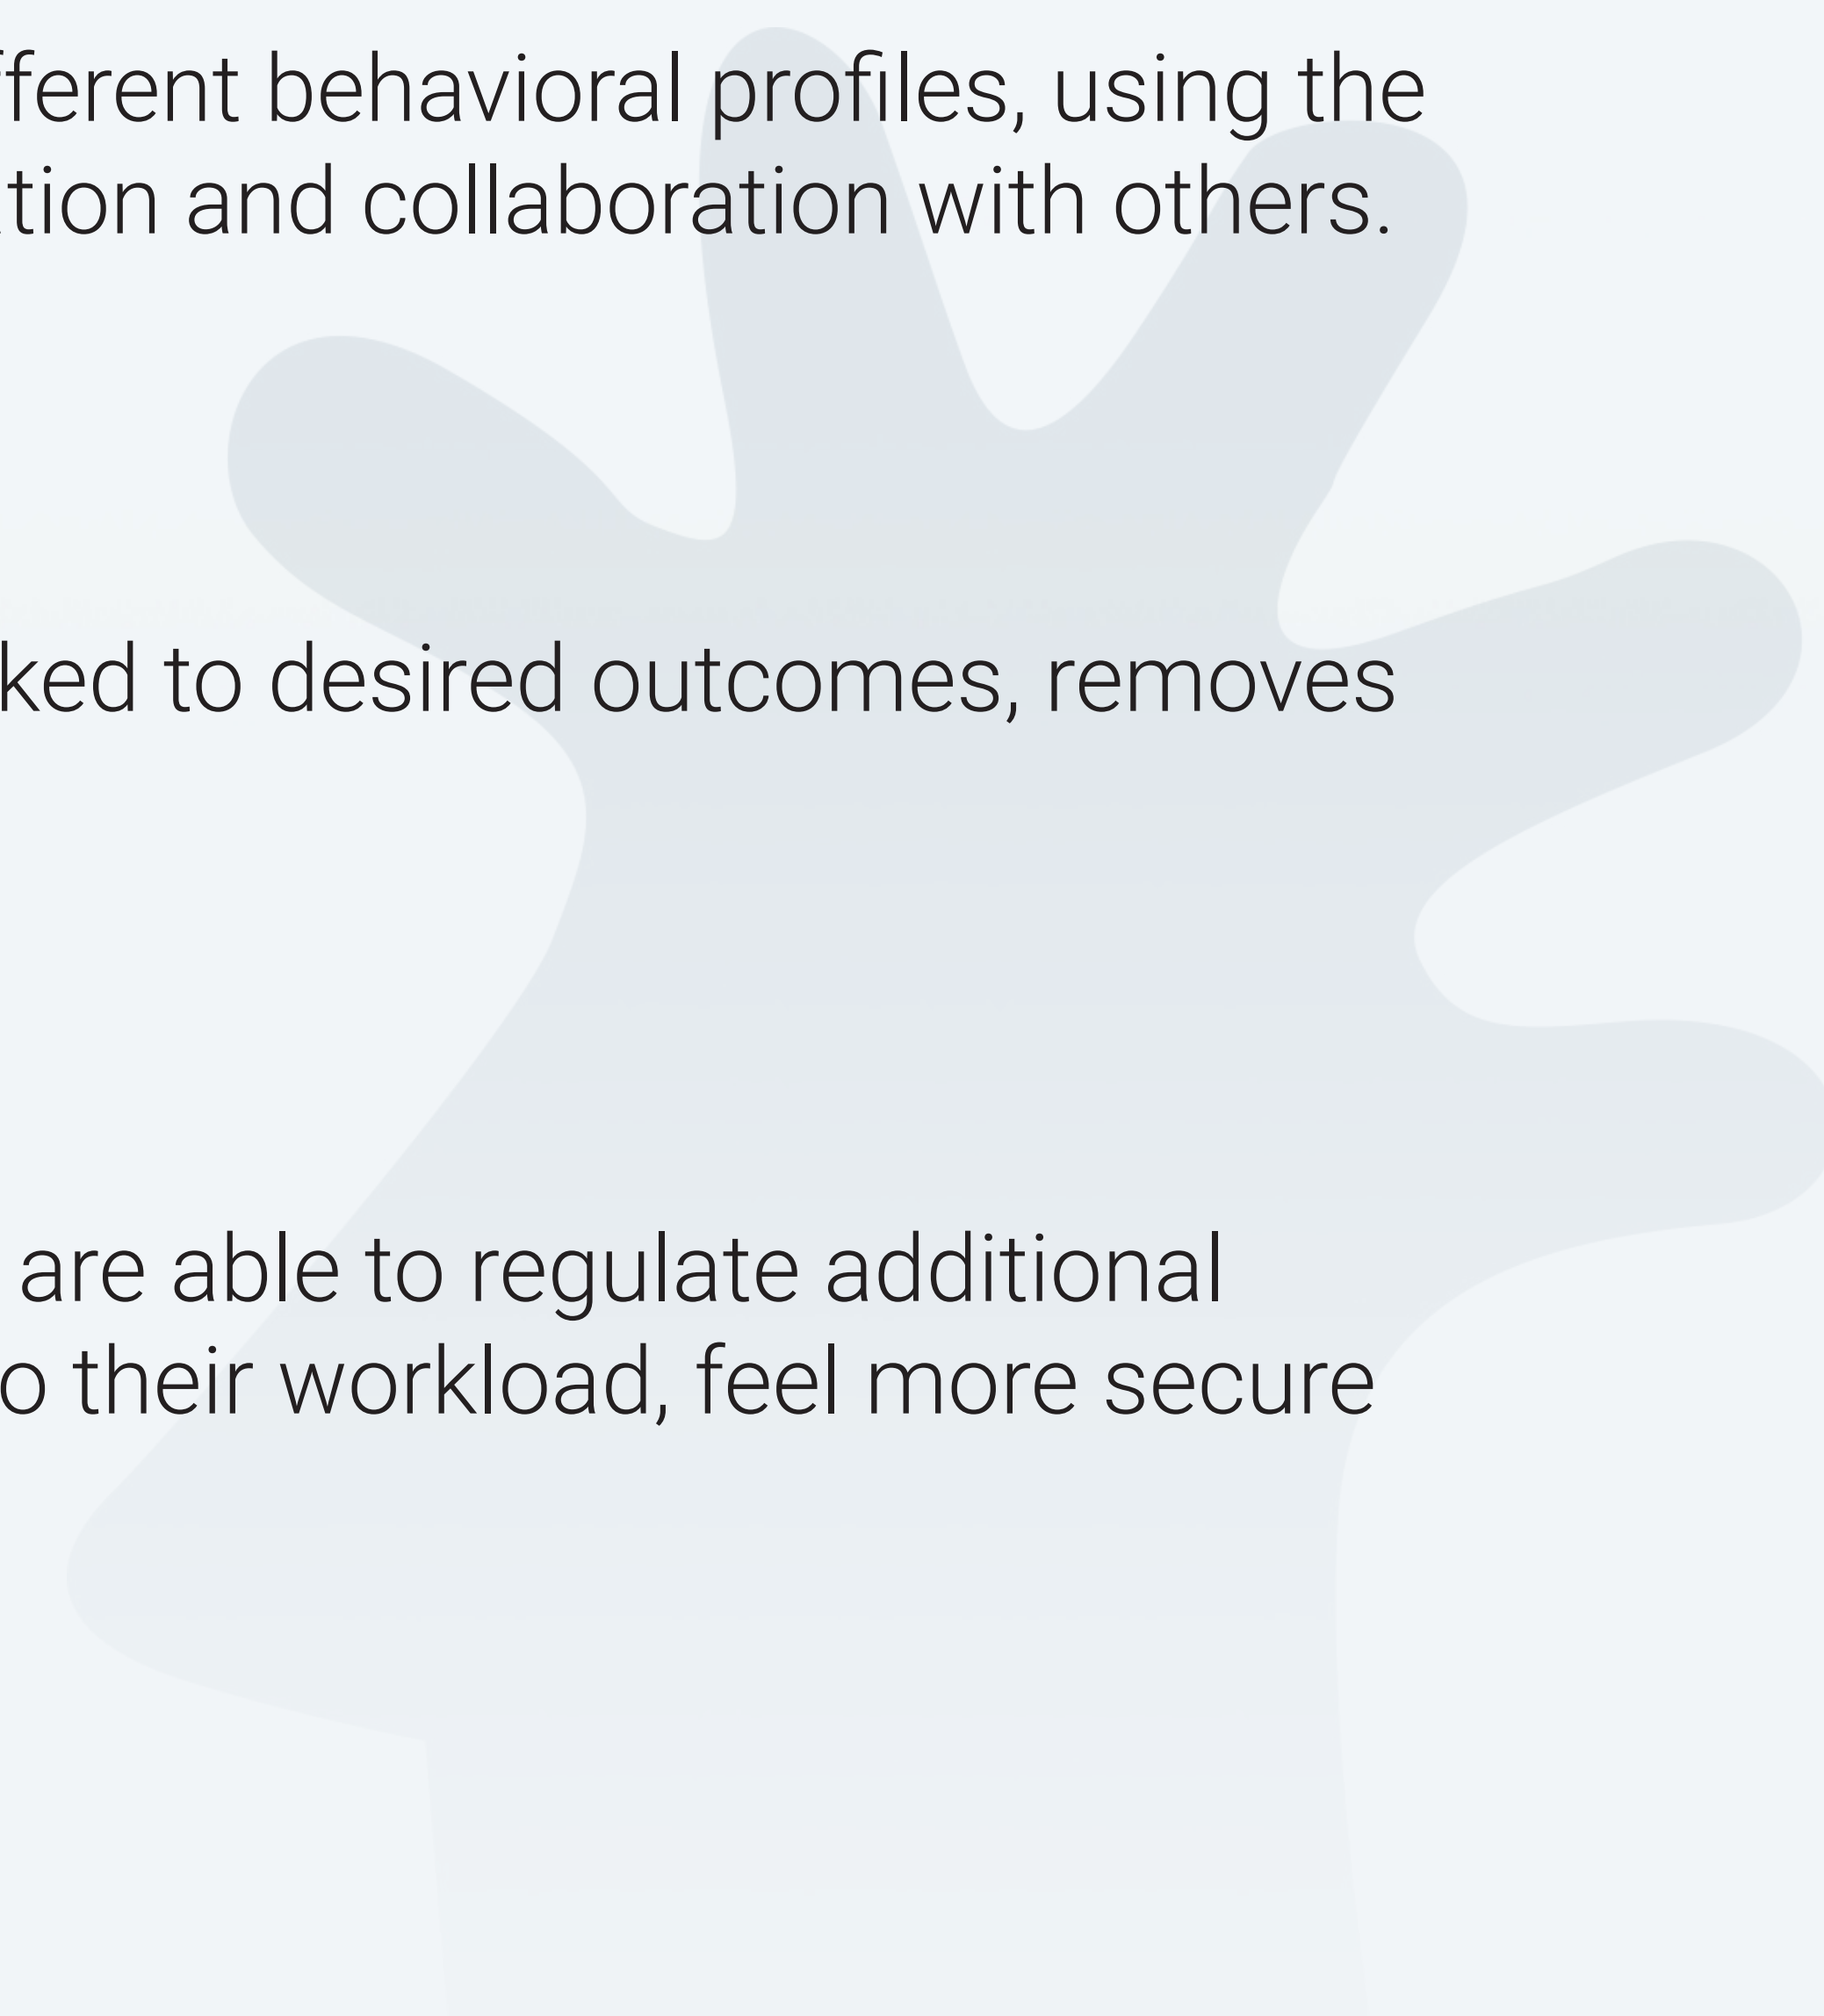 fferent behavioral profiles, using the
tion and collaboration with others.
ked to desired outcomes, removes
are able to regulate additional
o their workload, feel more secure